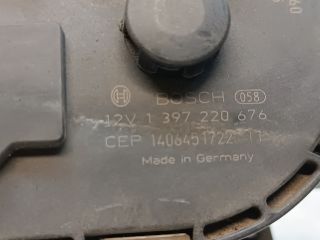 BOSCH 058
12V 1 397 220 676
CEP 1406451722 11
Made in Germany